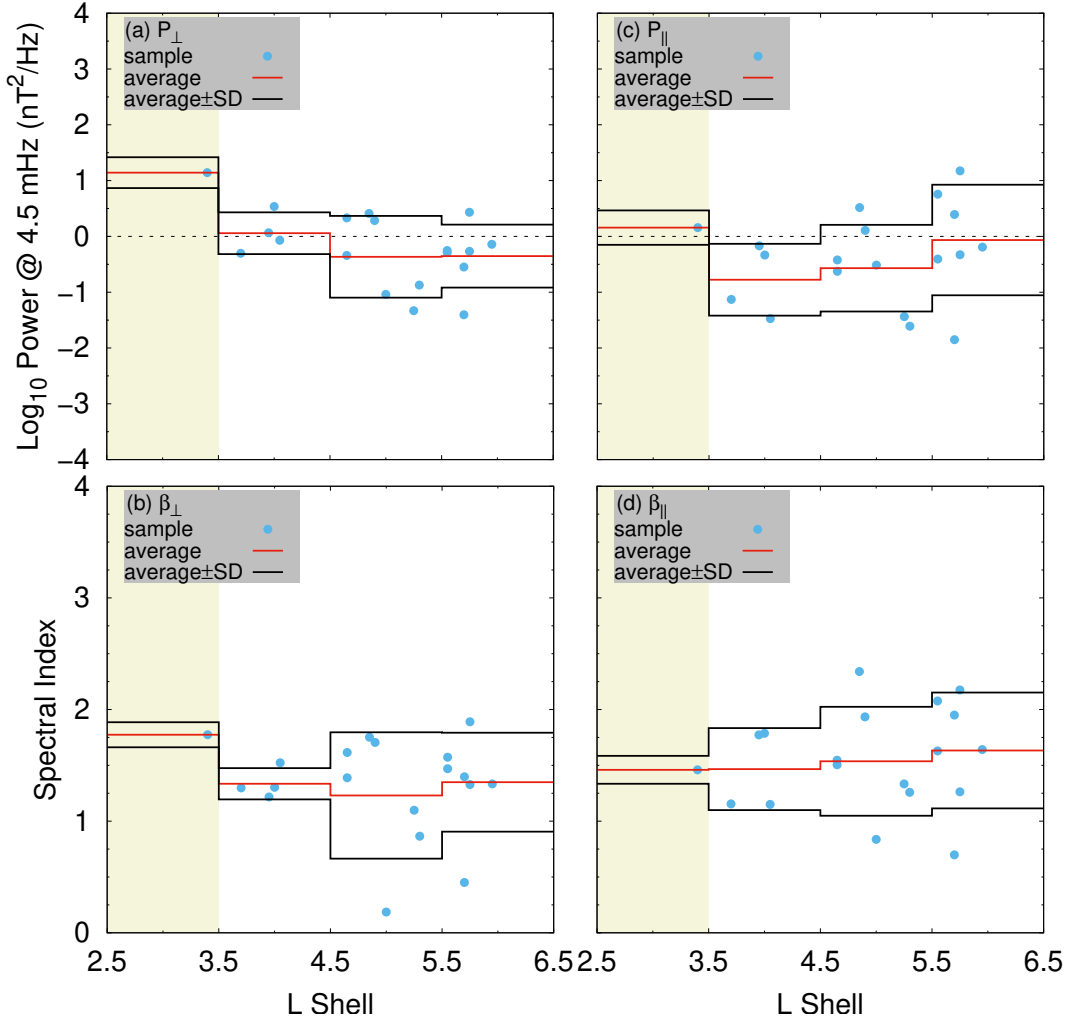 (a) P⊥
sample
average
average±SD
(c) P||
sample
average
average±SD
Log10 Power @ 4.5 mHz (nT2/Hz)
4
3
2
1
0
−1
−2
−3
−4
(b) β⊥
sample
average
average±SD
(d) β||
sample
average
average±SD
Spectral Index
4
3
2
1
0
2.5 3.5 4.5 5.5 6.5 2.5 3.5 4.5 5.5 6.5
L Shell L Shell